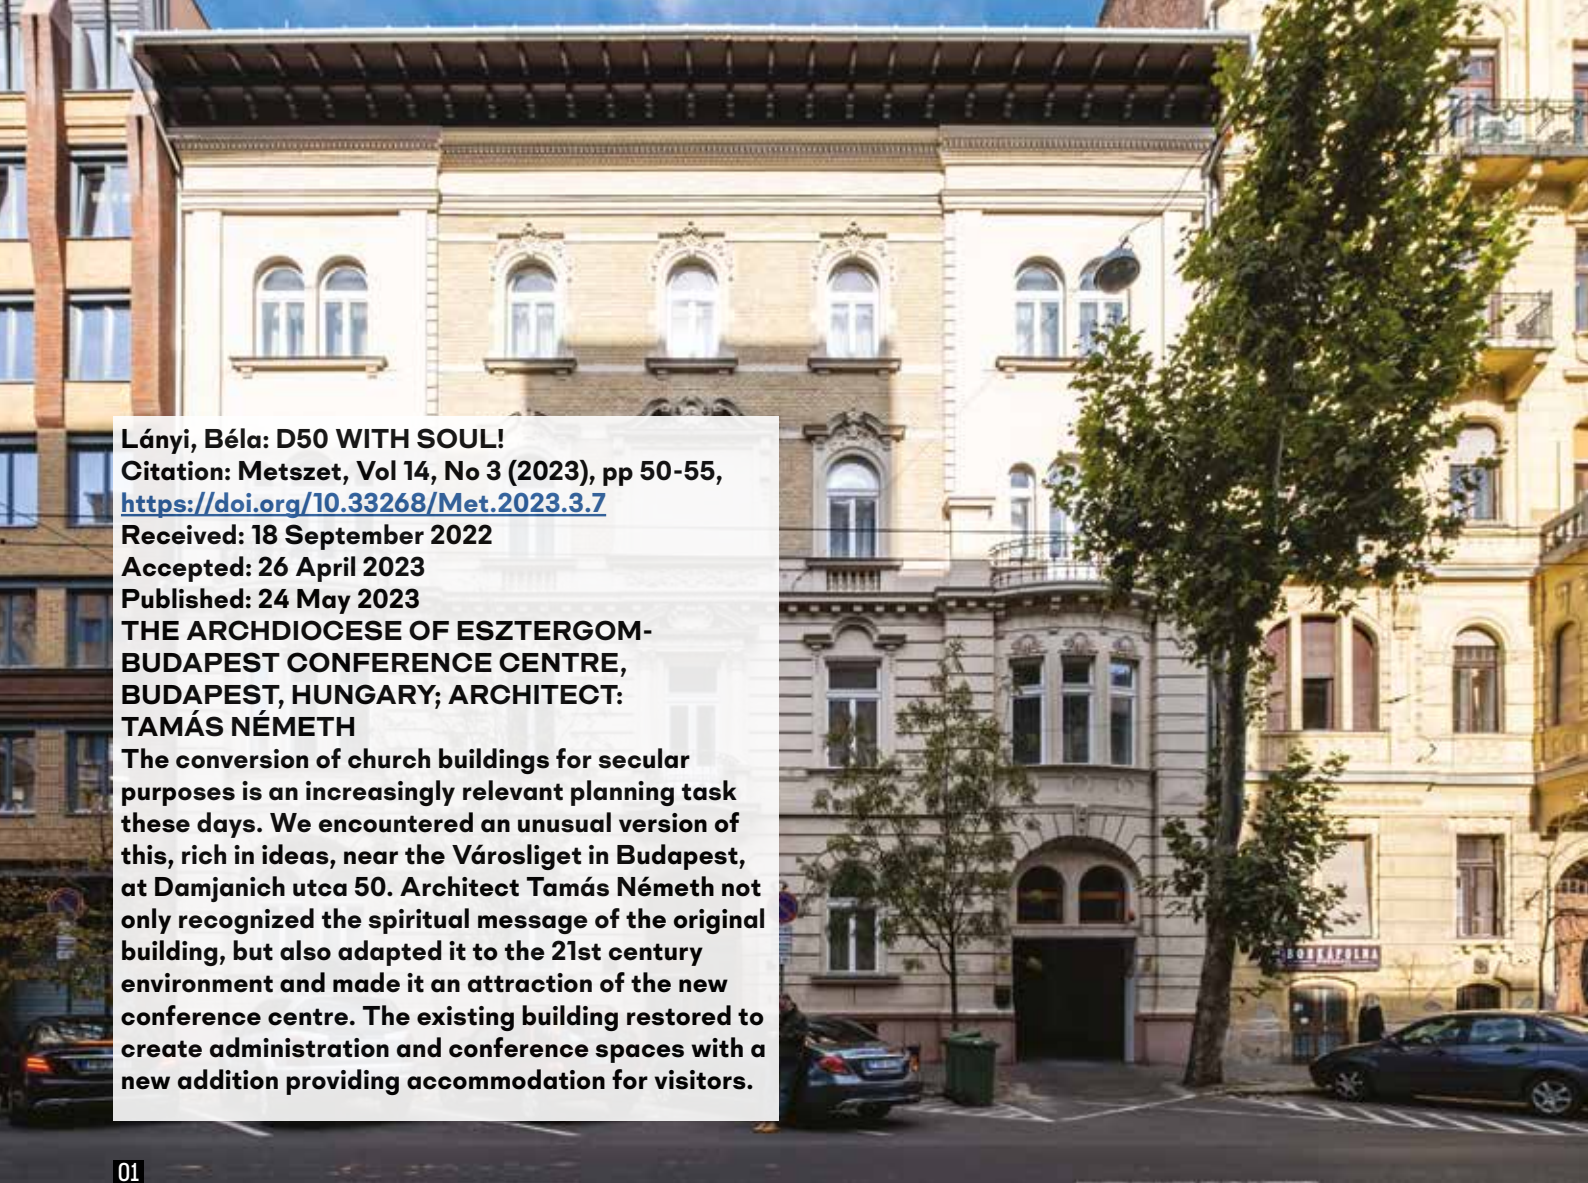 Lányi, Béla: D50 WITH SOUL!
Citation: Metszet, Vol 14, No 3 (2023), pp 50-55,
https://doi.org/10.33268/Met.2023.3.7
Received: 18 September 2022
Accepted: 26 April 2023
Published: 24 May 2023
THE ARCHDIOCESE OF ESZTERGOM-
BUDAPEST CONFERENCE CENTRE,
BUDAPEST, HUNGARY; ARCHITECT:
TAMÁS NÉMETH
The conversion of church buildings for secular
purposes is an increasingly relevant planning task
these days. We encountered an unusual version of
this, rich in ideas, near the Városliget in Budapest,
at Damjanich utca 50. Architect Tamás Németh not
only recognized the spiritual message of the original
building, but also adapted it to the 21st century
environment and made it an attraction of the new
conference centre. The existing building restored to
create administration and conference spaces with a
new addition providing accommodation for visitors.
BORKÁPOLNA
01